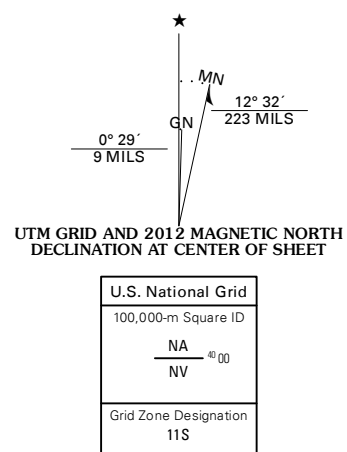 ★
MN
GN
12° 32´
223 MILS
0° 29´
9 MILS
UTM GRID AND 2012 MAGNETIC NORTH
DECLINATION AT CENTER OF SHEET
U.S. National Grid
100,000-m Square ID
NA
40 00
NV
Grid Zone Designation
11S